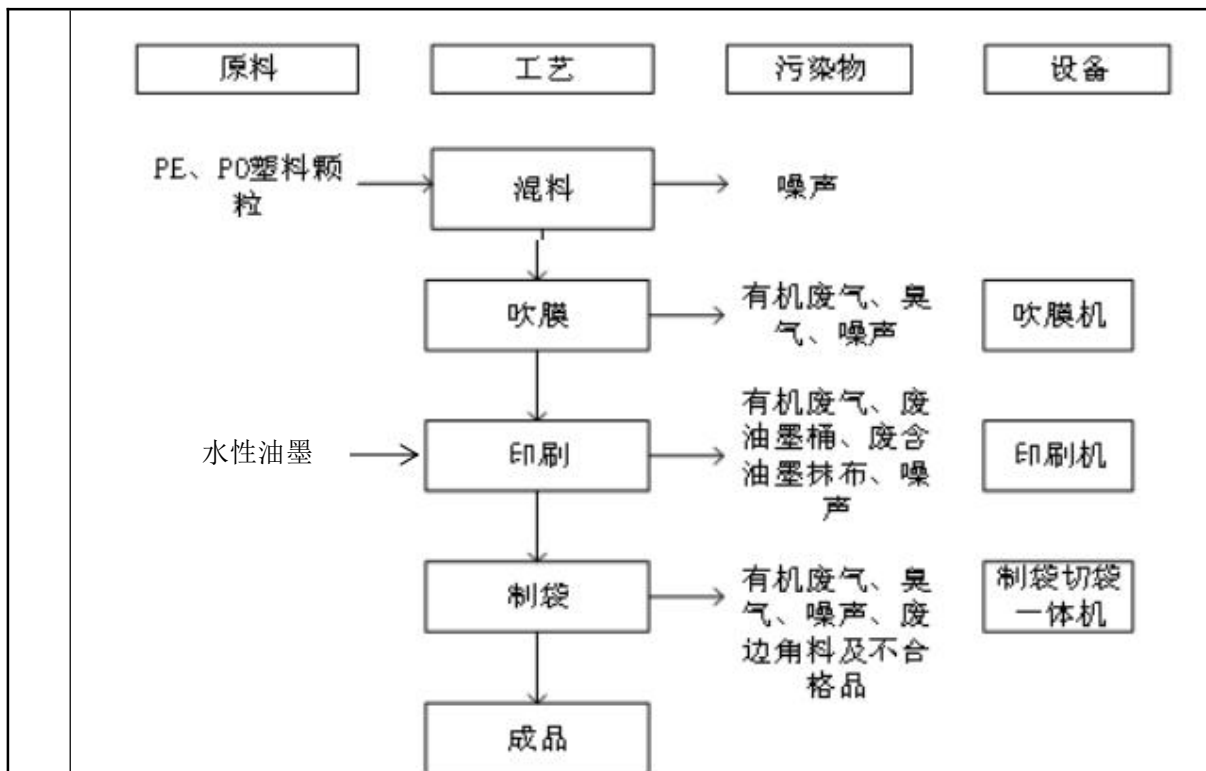 原料
工艺
污染物
设备
PE、PO塑料颗
粒
混料
噪声
吹膜
有机废气、臭
气、噪声
吹膜机
水性油墨
印刷
有机废气、废
油墨桶、废含
油墨抹布、噪
声
印刷机
制袋
有机废气、臭
气、噪声、废
边角料及不合
格品
制袋切袋
一体机
成品